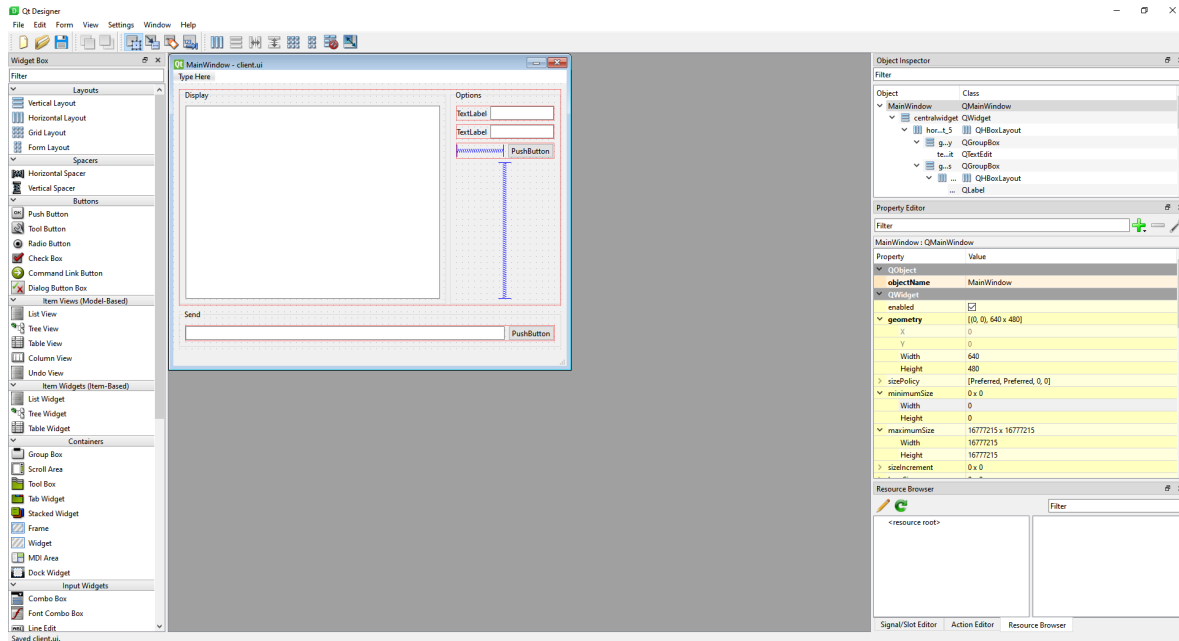 Qt Designer
File Edit Form View Settings Window Help
Widget Box
Filter
Layouts
Vertical Layout
Horizontal Layout
Grid Layout
Form Layout
Spacers
Horizontal Spacer
Vertical Spacer
Buttons
Push Button
Tool Button
Radio Button
Check Box
Command Link Button
Dialog Button Box
Item Views (Model-Based)
List View
Tree View
Table View
Column View
Undo View
Item Widgets (Item-Based)
List Widget
Tree Widget
Table Widget
Containers
Group Box
Scroll Area
Tool Box
Tab Widget
Stacked Widget
Frame
Widget
MDI Area
Dock Widget
Input Widgets
Combo Box
Font Combo Box
Line Edit
Saved client.ui.
MainWindow - client.ui
Type Here
Display
Options
TextLabel
TextLabel
PushButton
Send
PushButton
Object Inspector
Filter
Object Class
MainWindow QMainWindow
centralwidget QWidget
hor...t_5 QHBoxLayout
g...y QGroupBox
te...it QTextEdit
g...s QGroupBox
... QHBoxLayout
... QLabel
Property Editor
Filter
MainWindow : QMainWindow
Property Value
QObject
objectName MainWindow
QWidget
enabled
geometry [(0, 0), 640 x 480]
X 0
Y 0
Width 640
Height 480
sizePolicy [Preferred, Preferred, 0, 0]
minimumSize 0 x 0
Width 0
Height 0
maximumSize 16777215 x 16777215
Width 16777215
Height 16777215
sizeIncrement 0 x 0
Resource Browser
Filter
<resource root>
Signal/Slot Editor Action Editor Resource Browser